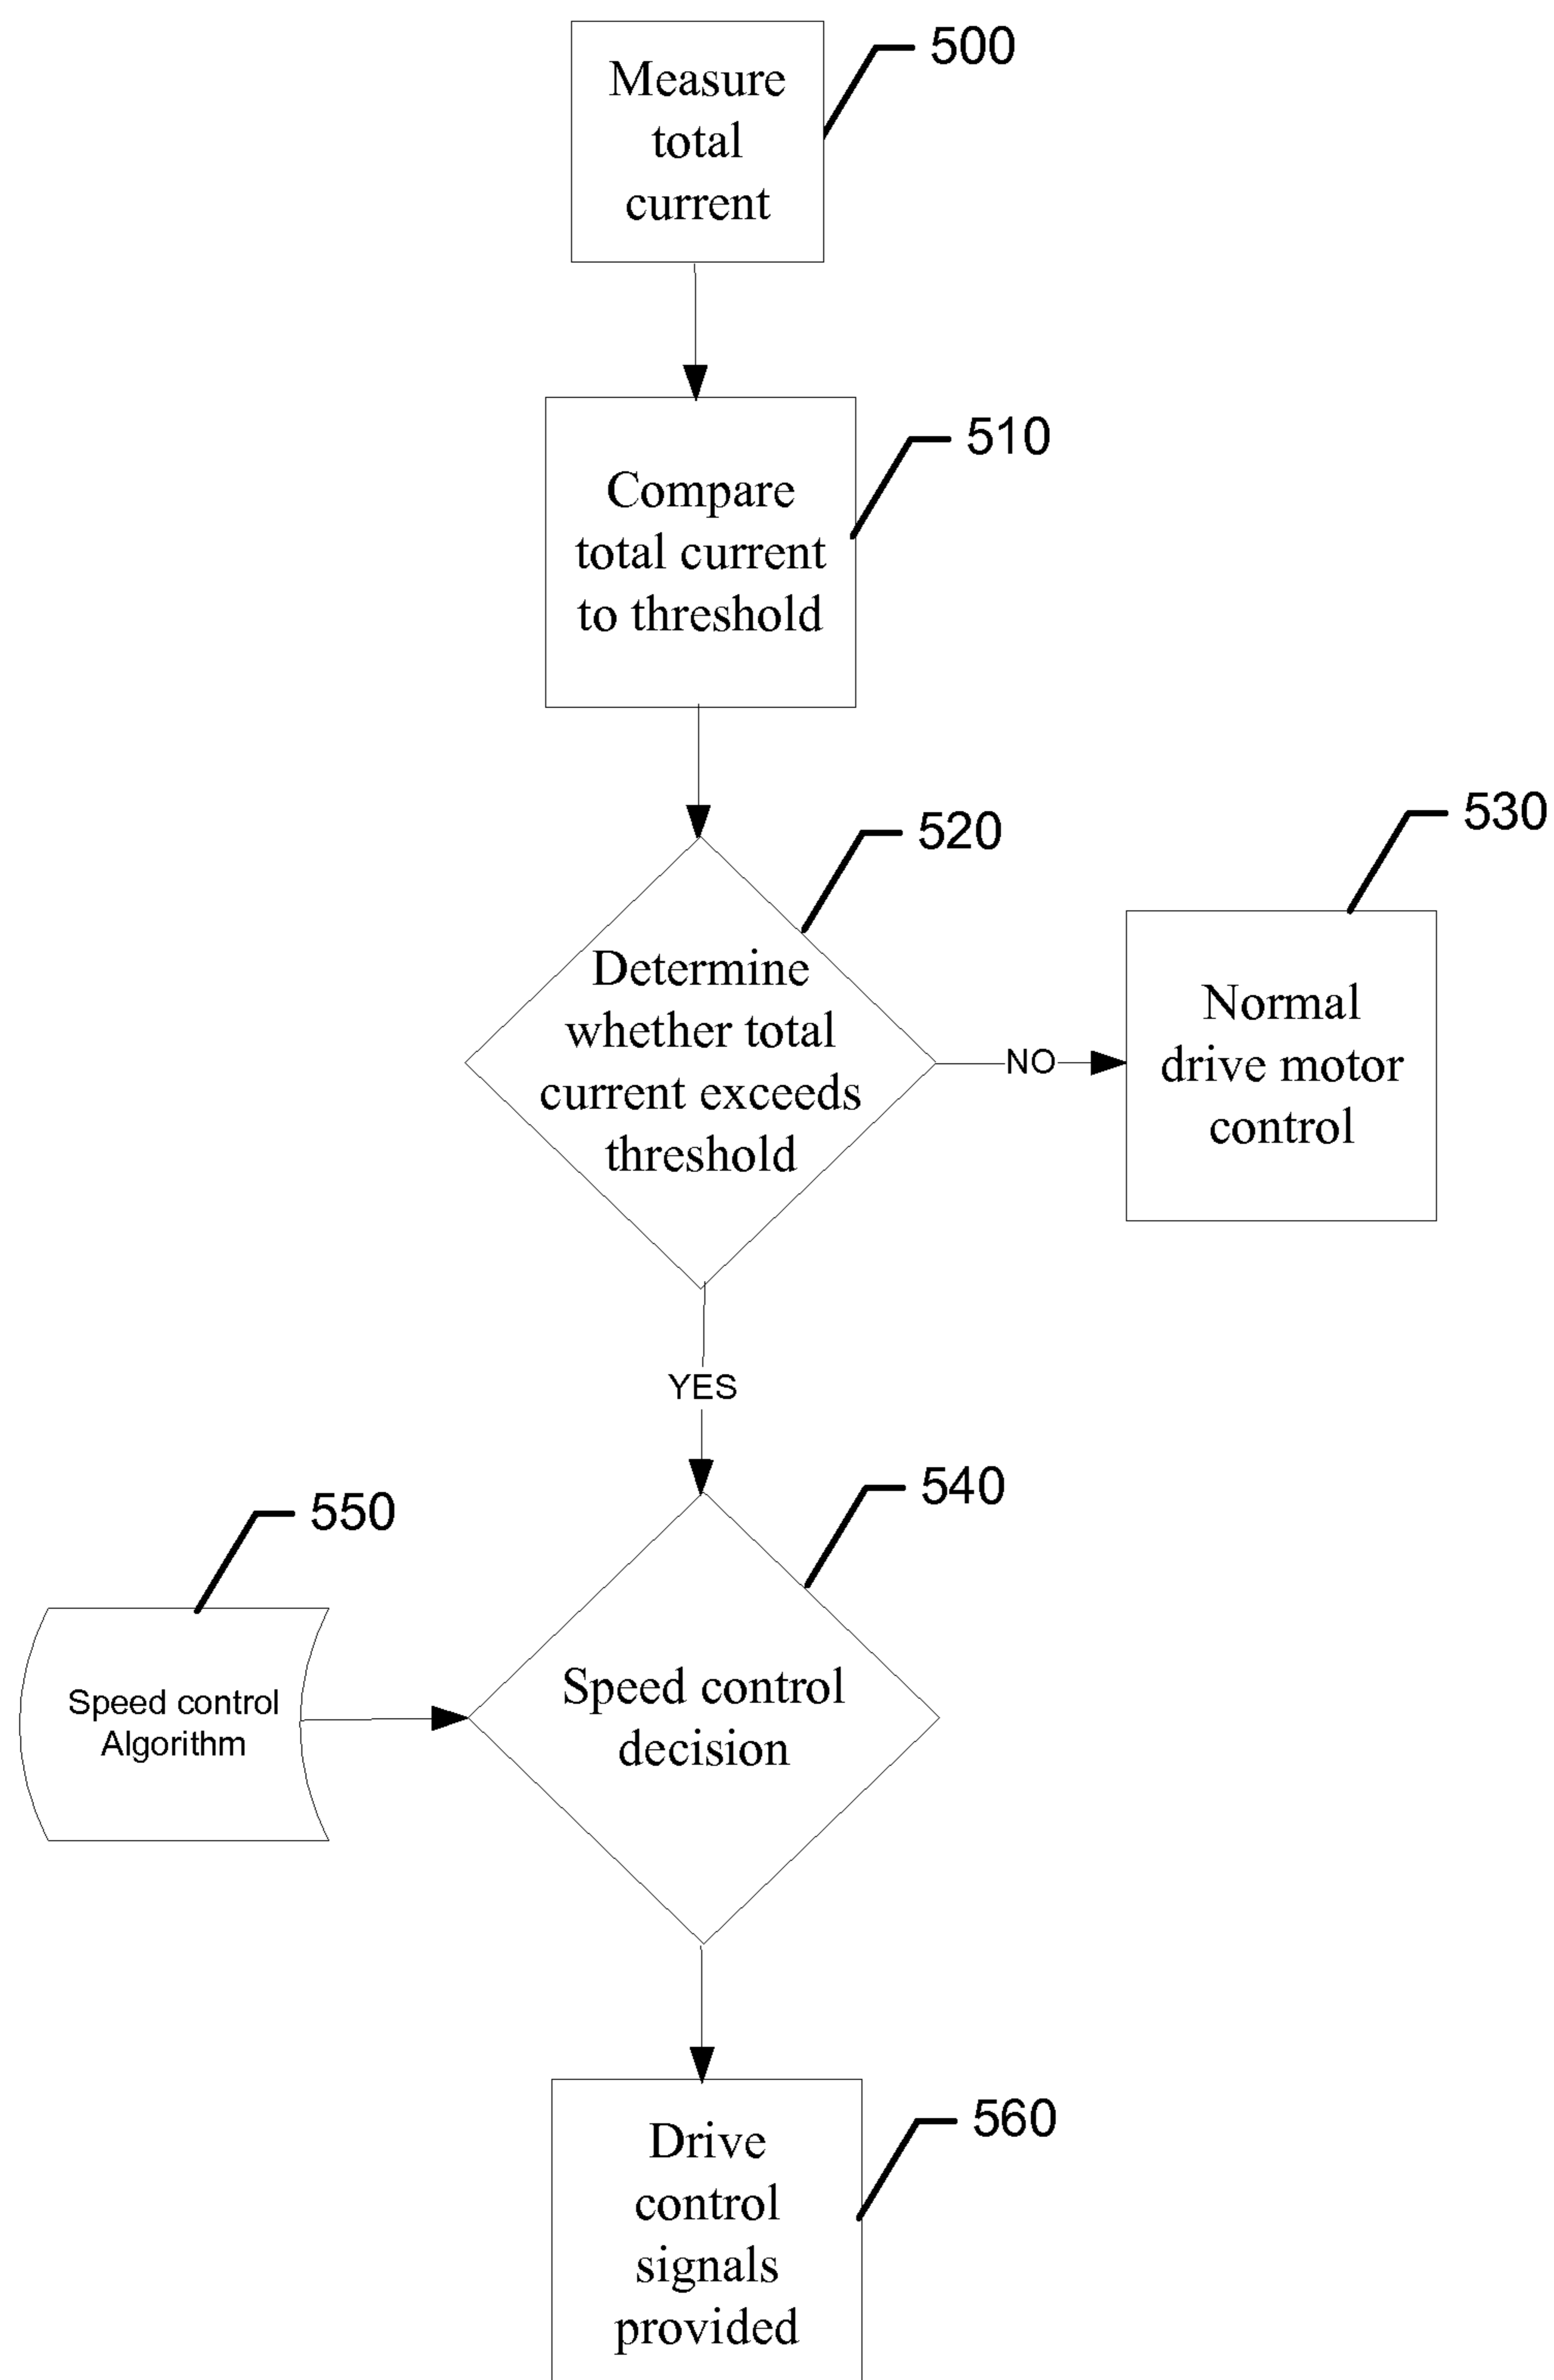 500
Measure
total
current
510
Compare
total current
to threshold
520
530
Determine
whether total
current exceeds
threshold
NO
Normal
drive motor
control
YES
540
550
Speed control
Algorithm
Speed control
decision
560
Drive
control
signals
provided